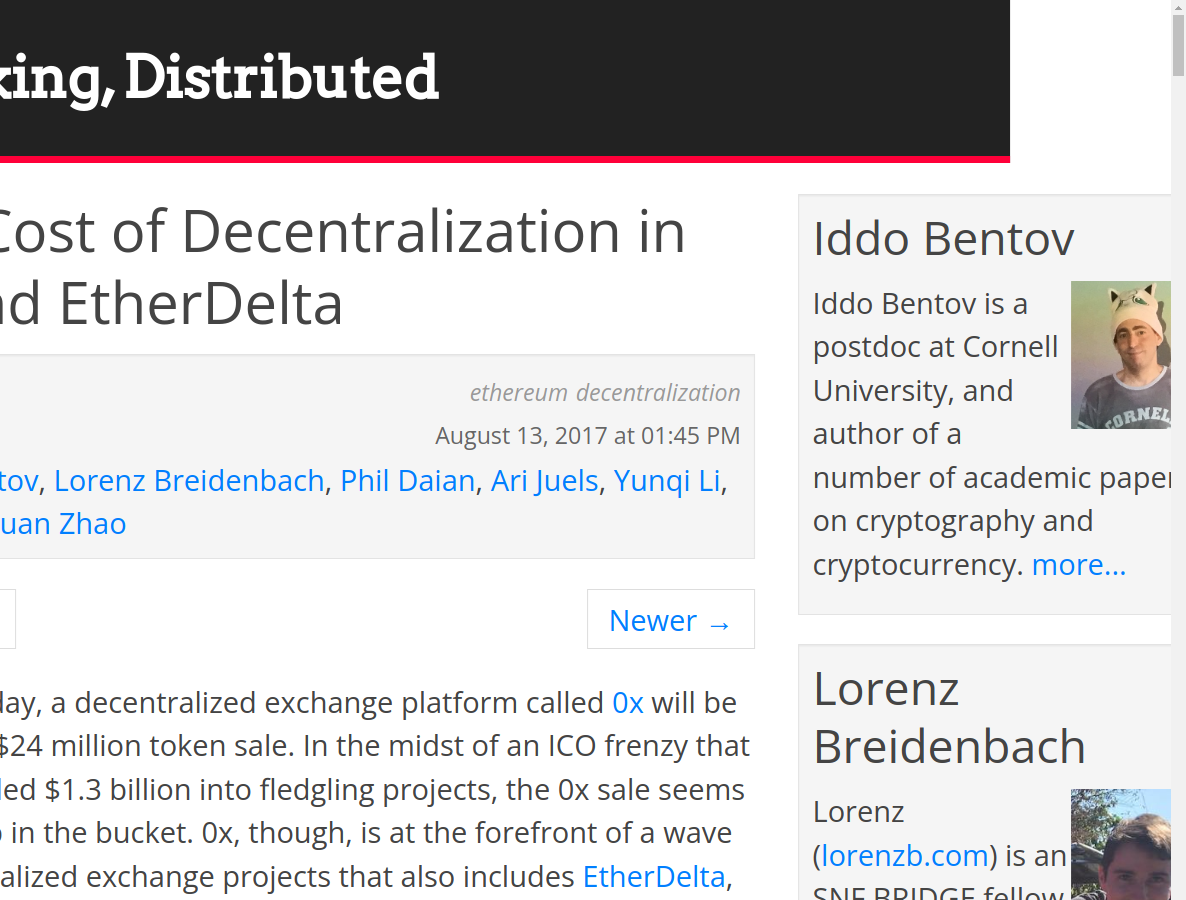 king, Distributed
Cost of Decentralization in
nd EtherDelta
ethereum decentralization
August 13, 2017 at 01:45 PM
tov, Lorenz Breidenbach, Phil Daian, Ari Juels, Yunqi Li,
uan Zhao
Newer →
day, a decentralized exchange platform called 0x will be
$24 million token sale. In the midst of an ICO frenzy that
led $1.3 billion into fledgling projects, the 0x sale seems
in the bucket. 0x, though, is at the forefront of a wave
alized exchange projects that also includes EtherDelta,
Iddo Bentov
Iddo Bentov is a
postdoc at Cornell
University, and
author of a
number of academic paper
on cryptography and
cryptocurrency. more...
CORNEL
Lorenz
Breidenbach
Lorenz
(lorenzb.com) is an
SNF BRIDGE fellow